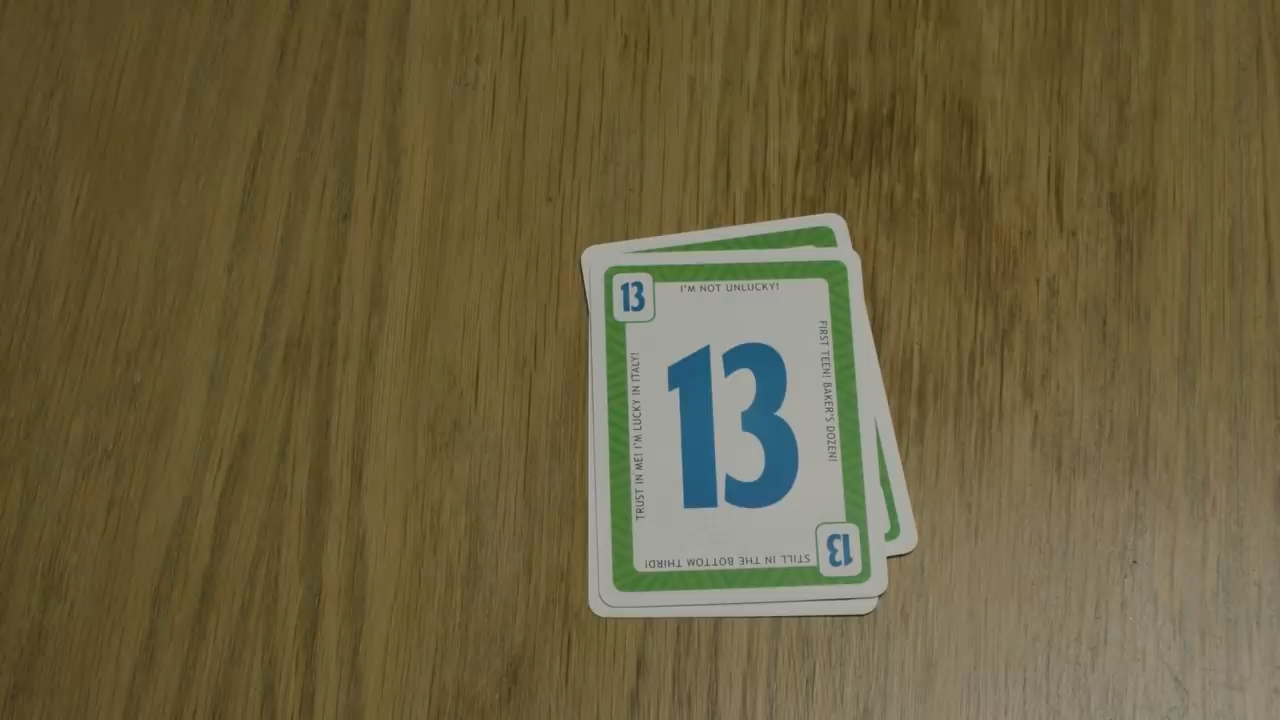 13
I'M NOT UNLUCKY!
FIRST TEEN! BAKER'S DOZEN!
TRUST IN ME! I'M LUCKY IN ITALY!
13
STILL IN THE BOTTOM THIRD!
13